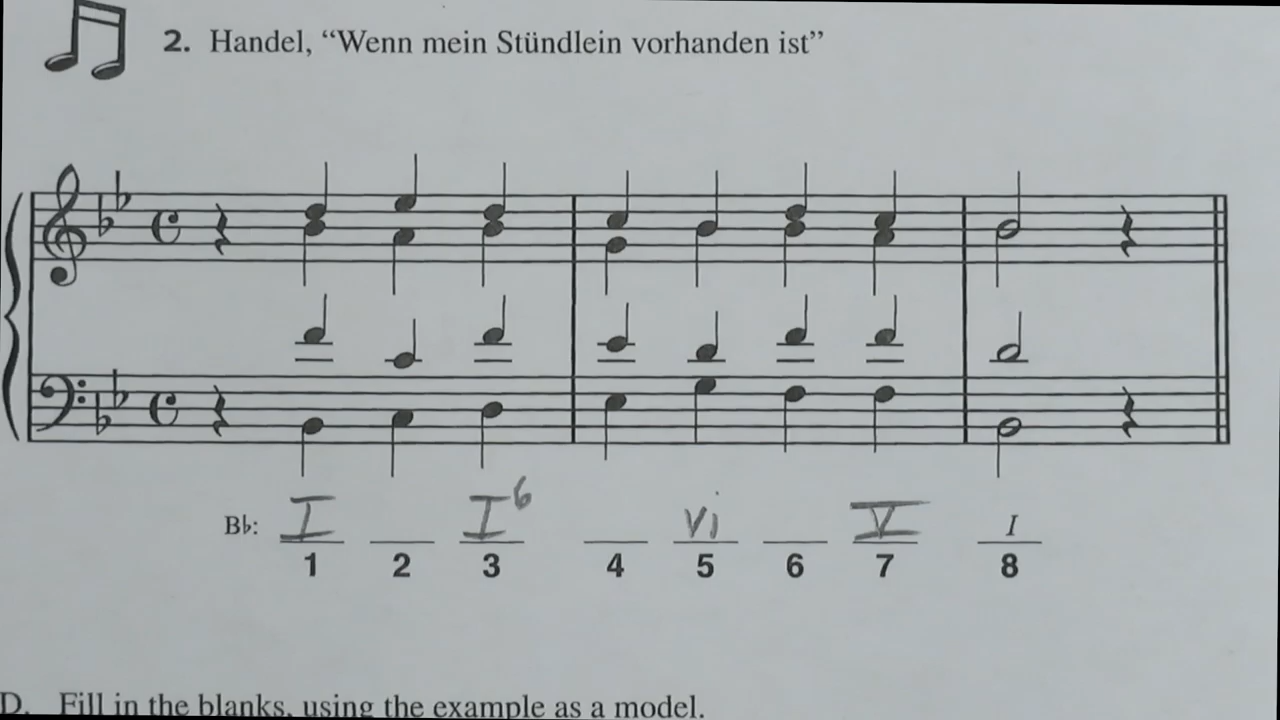 2. Handel, “Wenn mein Stündlein vorhanden ist”
B♭: I I6 vi V I
1 2 3 4 5 6 7 8
D. Fill in the blanks, using the example as a model.